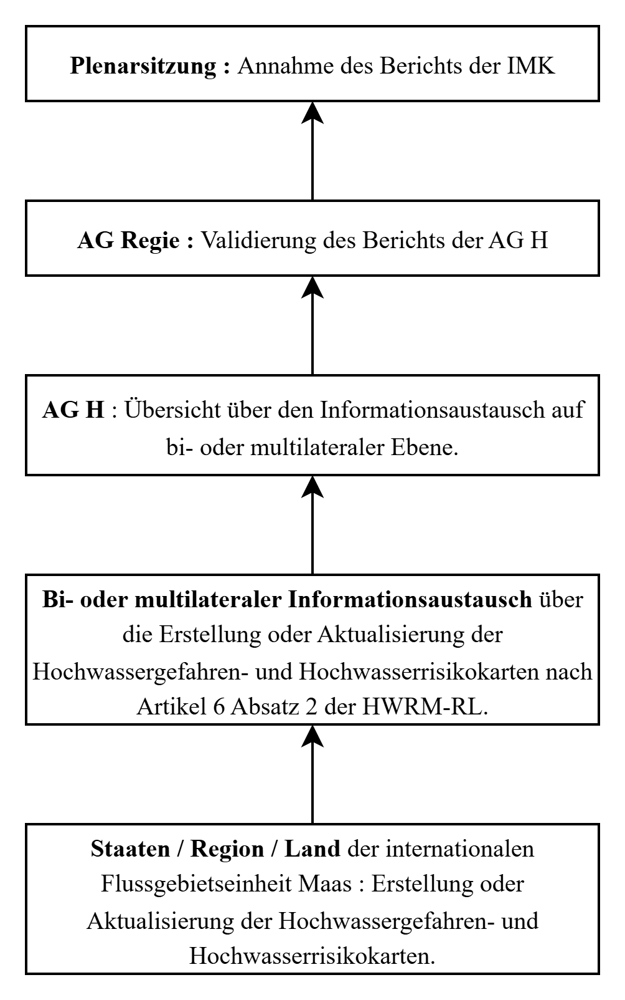 Plenarsitzung : Annahme des Berichts der IMK
AG Regie : Validierung des Berichts der AG H
AG H : Übersicht über den Informationsaustausch auf
bi- oder multilateraler Ebene.
Bi- oder multilateraler Informationsaustausch über
die Erstellung oder Aktualisierung der
Hochwassergefahren- und Hochwasserrisikokarten nach
Artikel 6 Absatz 2 der HWRM-RL.
Staaten / Region / Land der internationalen
Flussgebietseinheit Maas : Erstellung oder
Aktualisierung der Hochwassergefahren- und
Hochwasserrisikokarten.